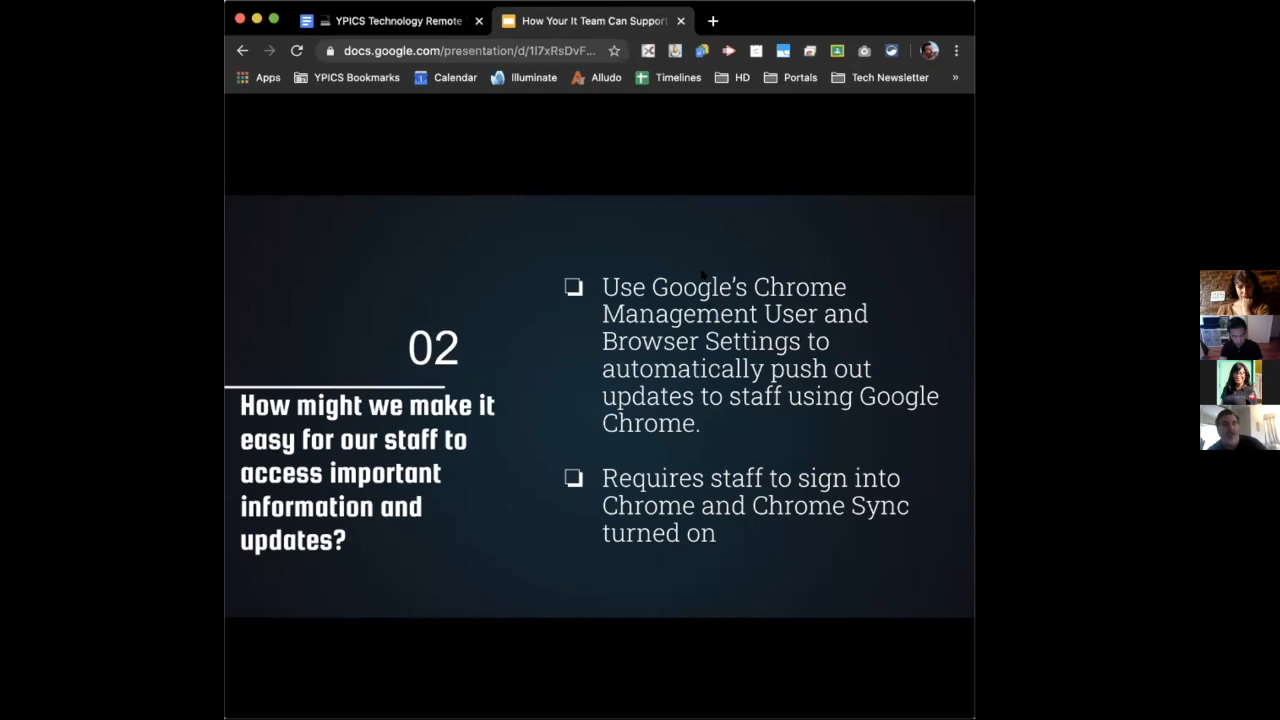 YPICS Technology Remote
How Your It Team Can Support
docs.google.com/presentation/d/1I7xRsDvF...
Apps
YPICS Bookmarks
Calendar
Illuminate
Alludo
Timelines
HD
Portals
Tech Newsletter
»
02
How might we make it
easy for our staff to
access important
information and
updates?
❏ Use Google's Chrome
Management User and
Browser Settings to
automatically push out
updates to staff using Google
Chrome.
❏ Requires staff to sign into
Chrome and Chrome Sync
turned on